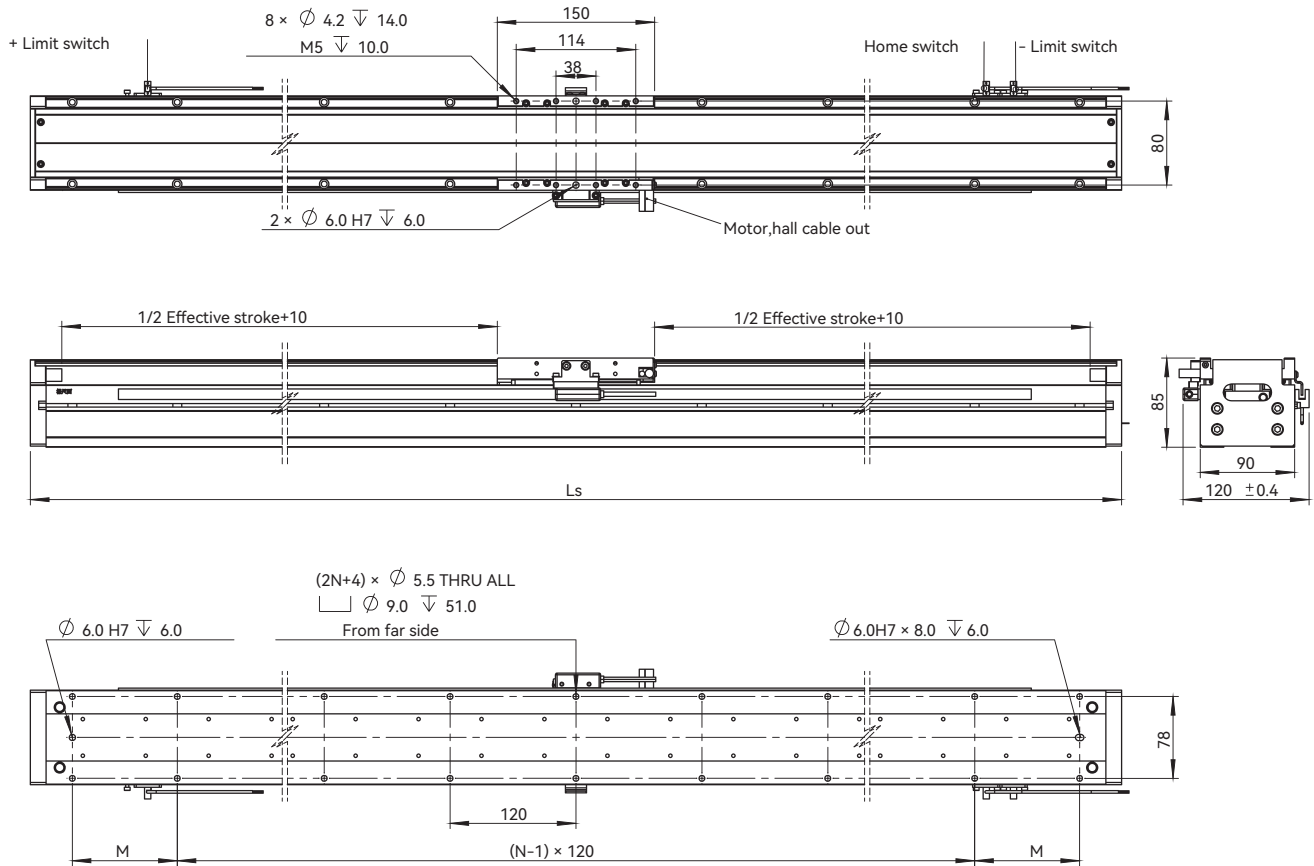 8 × ∅ 4.2 ↧ 14.0
M5 ↧ 10.0
150
114
38
+ Limit switch
Home switch
- Limit switch
80
2 × ∅ 6.0 H7 ↧ 6.0
Motor,hall cable out
1/2 Effective stroke+10
1/2 Effective stroke+10
85
90
120 ±0.4
Ls
(2N+4) × ∅ 5.5 THRU ALL
⌴ ∅ 9.0 ↧ 51.0
From far side
∅ 6.0 H7 ↧ 6.0
∅ 6.0H7 × 8.0 ↧ 6.0
78
120
M
(N-1) × 120
M